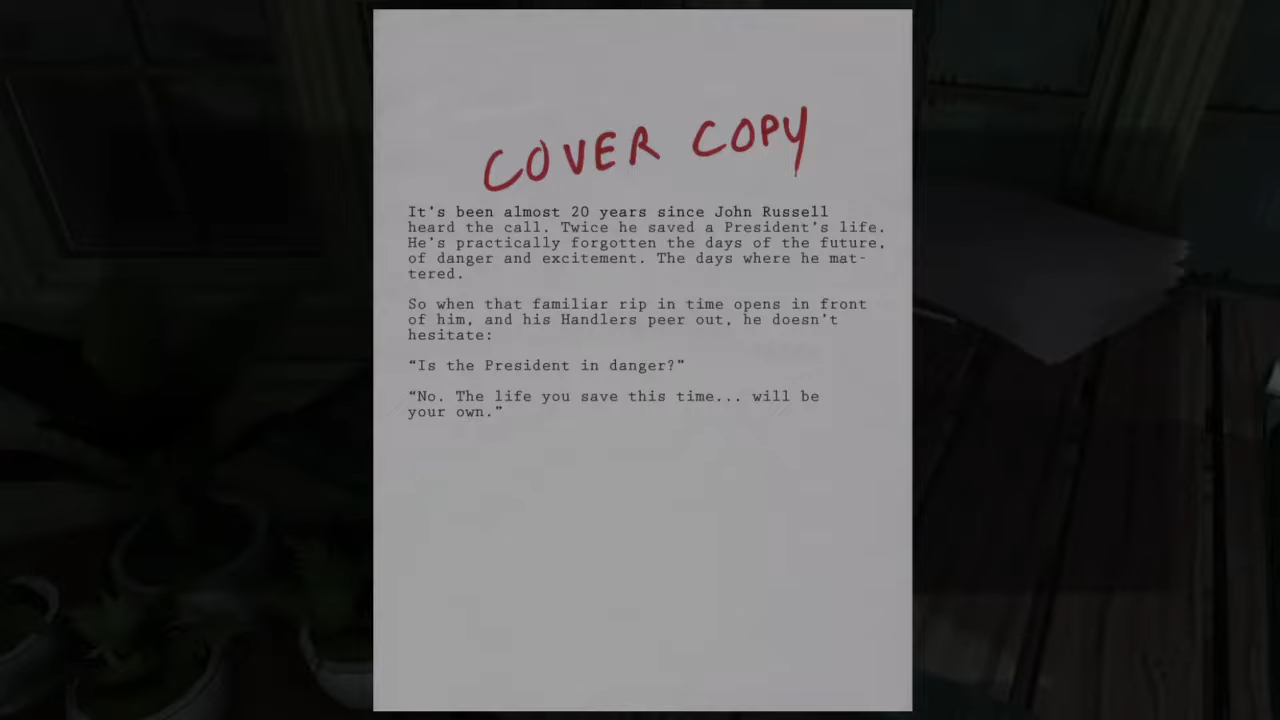 COVER COPY
It's been almost 20 years since John Russell
heard the call. Twice he saved a President's life.
He's practically forgotten the days of the future,
of danger and excitement. The days where he mat-
tered.
So when that familiar rip in time opens in front
of him, and his Handlers peer out, he doesn't
hesitate:
“Is the President in danger?”
“No. The life you save this time... will be
your own.”